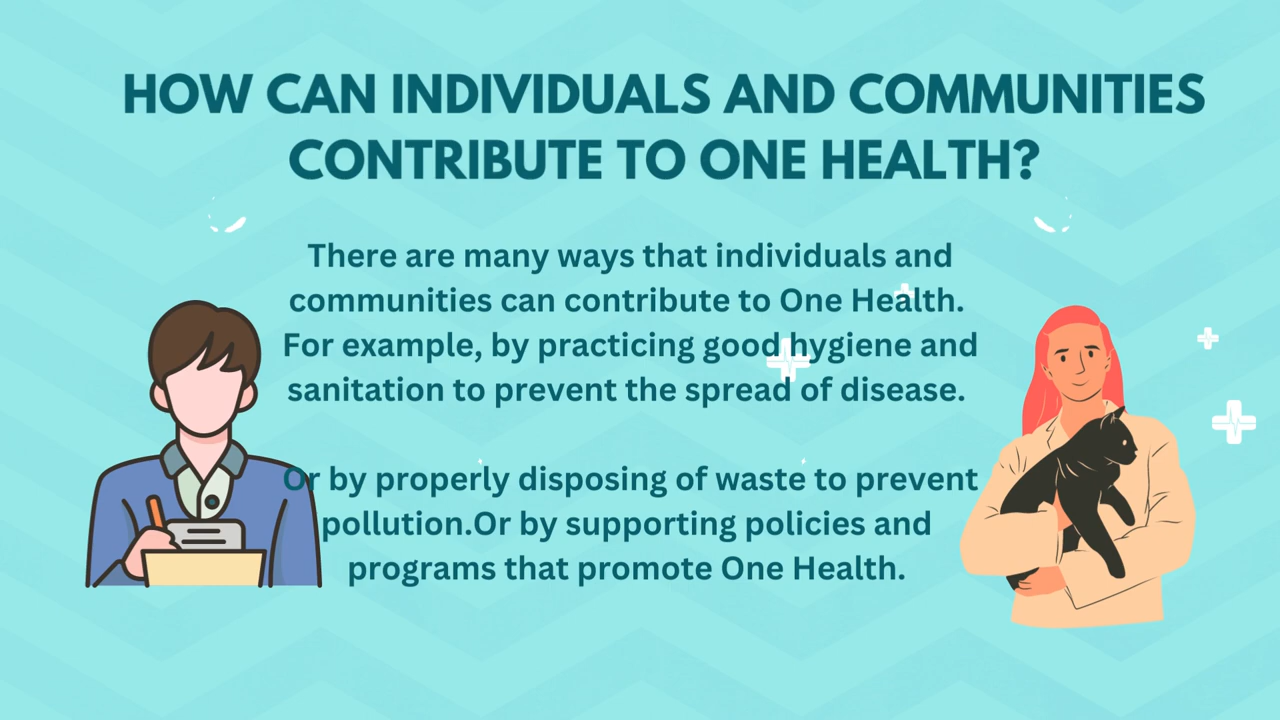 HOW CAN INDIVIDUALS AND COMMUNITIES
CONTRIBUTE TO ONE HEALTH?
There are many ways that individuals and
communities can contribute to One Health.
For example, by practicing good hygiene and
sanitation to prevent the spread of disease.
Or by properly disposing of waste to prevent
pollution.Or by supporting policies and
programs that promote One Health.